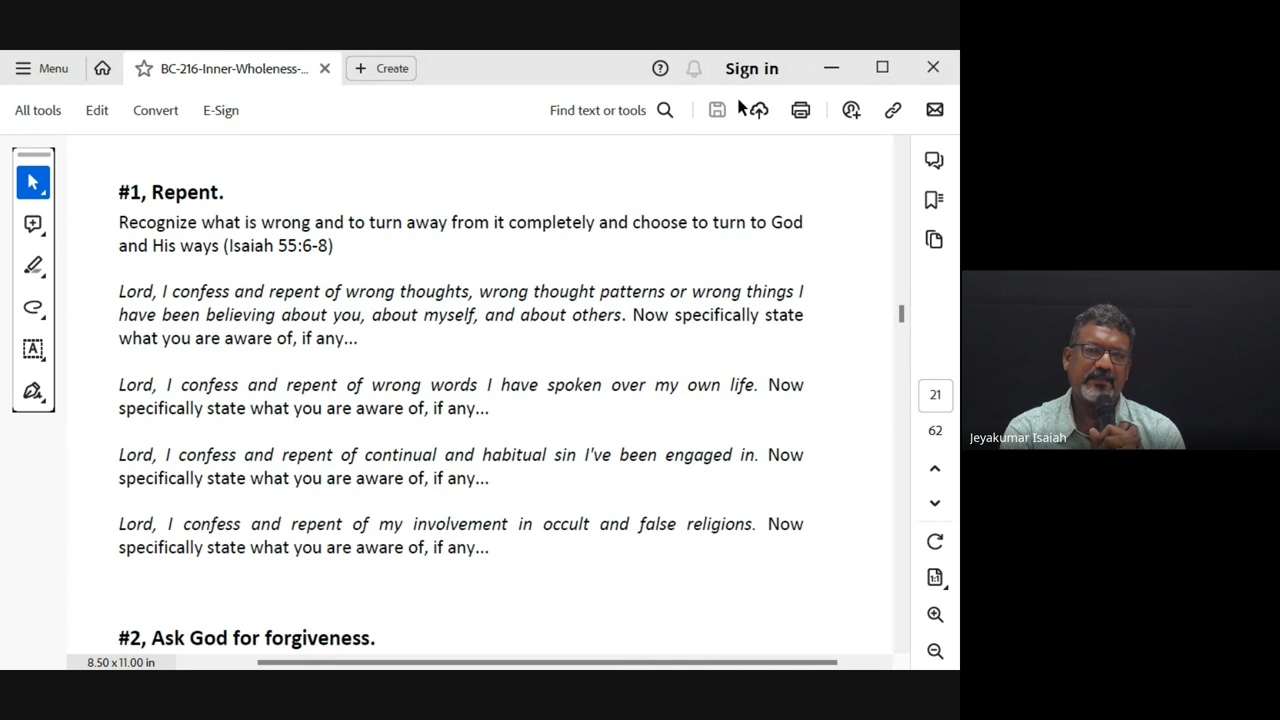 Menu
BC-216-Inner-Wholeness-...
Create
Sign in
All tools
Edit
Convert
E-Sign
Find text or tools
#1, Repent.
Recognize what is wrong and to turn away from it completely and choose to turn to God
and His ways (Isaiah 55:6-8)
Lord, I confess and repent of wrong thoughts, wrong thought patterns or wrong things I
have been believing about you, about myself, and about others. Now specifically state
what you are aware of, if any...
Lord, I confess and repent of wrong words I have spoken over my own life. Now
specifically state what you are aware of, if any...
Lord, I confess and repent of continual and habitual sin I've been engaged in. Now
specifically state what you are aware of, if any...
Lord, I confess and repent of my involvement in occult and false religions. Now
specifically state what you are aware of, if any...
#2, Ask God for forgiveness.
8.50 x 11.00 in
21
62
1:1
Jeyakumar Isaiah